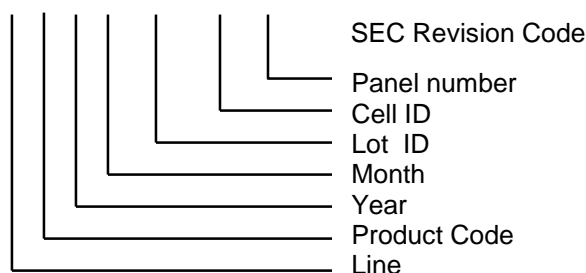 SEC Revision Code
Panel number
Cell ID
Lot ID
Month
Year
Product Code
Line